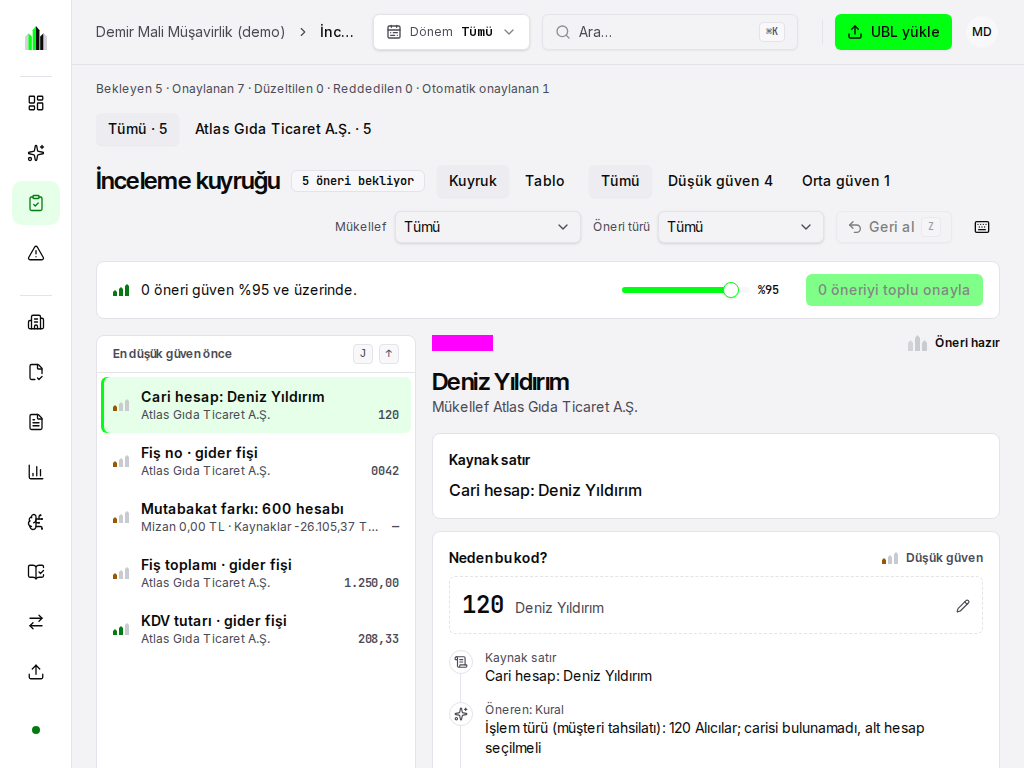 Demir Mali Müşavirlik (demo) > İnc…
Dönem Tümü
Ara…
⌘K
UBL yükle
MD
Bekleyen 5 · Onaylanan 7 · Düzeltilen 0 · Reddedilen 0 · Otomatik onaylanan 1
Tümü · 5
Atlas Gıda Ticaret A.Ş. · 5
İnceleme kuyruğu
5 öneri bekliyor
Kuyruk
Tablo
Tümü
Düşük güven 4
Orta güven 1
Mükellef
Tümü
Öneri türü
Tümü
Geri al Z
0 öneri güven %95 ve üzerinde.
%95
0 öneriyi toplu onayla
En düşük güven önce
J ↑
Cari hesap: Deniz Yıldırım
Atlas Gıda Ticaret A.Ş.
120
Fiş no · gider fişi
Atlas Gıda Ticaret A.Ş.
0042
Mutabakat farkı: 600 hesabı
Mizan 0,00 TL · Kaynaklar -26.105,37 T…
—
Fiş toplamı · gider fişi
Atlas Gıda Ticaret A.Ş.
1.250,00
KDV tutarı · gider fişi
Atlas Gıda Ticaret A.Ş.
208,33
Öneri hazır
Deniz Yıldırım
Mükellef Atlas Gıda Ticaret A.Ş.
Kaynak satır
Cari hesap: Deniz Yıldırım
Neden bu kod?
Düşük güven
120 Deniz Yıldırım
Kaynak satır
Cari hesap: Deniz Yıldırım
Öneren: Kural
İşlem türü (müşteri tahsilatı): 120 Alıcılar; carisi bulunamadı, alt hesap
seçilmeli